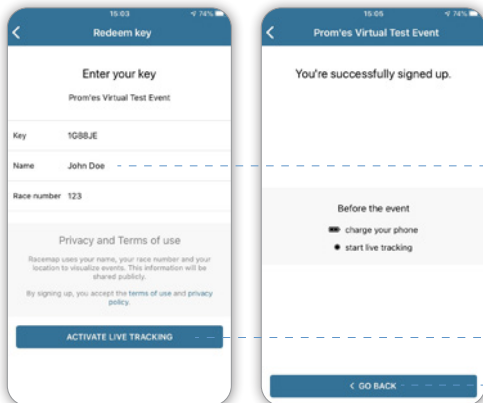 15:03
74%
Redeem key
Enter your key
Prom'es Virtual Test Event
Key 1GB8JE
Name John Doe
Race number 123
Privacy and Terms of use
Racemap uses your name, your race number and your
location to visualize events. This information will be
shared publicly.
By signing up, you accept the terms of use and privacy
policy.
ACTIVATE LIVE TRACKING
15:05
74%
Prom'es Virtual Test Event
You're successfully signed up.
Before the event
charge your phone
start live tracking
< GO BACK